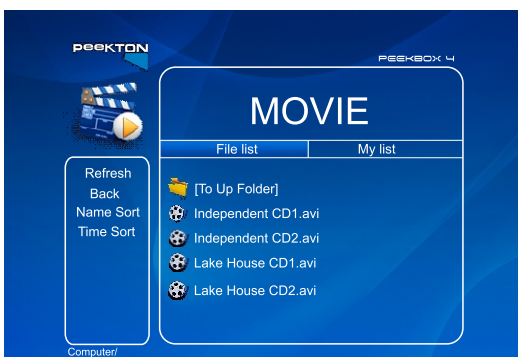 PEEKTON
PEEKBOX 4
MOVIE
File list
My list
Refresh
Back
Name Sort
Time Sort
[To Up Folder]
Independent CD1.avi
Independent CD2.avi
Lake House CD1.avi
Lake House CD2.avi
Computer/